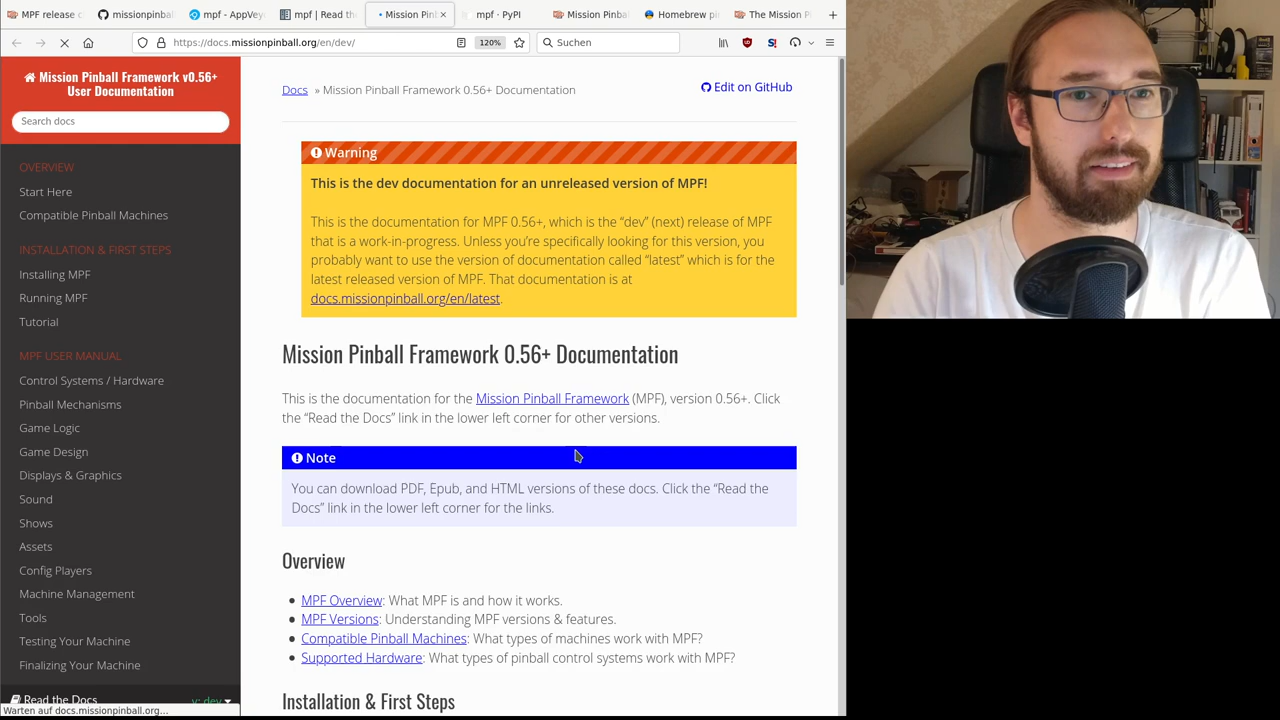 MPF release c
missionpinbal
mpf - AppVey
mpf | Read th
Mission Pin
mpf · PyPI
Mission Pinba
Homebrew pi
The Mission P
https://docs.missionpinball.org/en/dev/
120%
Suchen
Mission Pinball Framework v0.56+
User Documentation
Search docs
OVERVIEW
Start Here
Compatible Pinball Machines
INSTALLATION & FIRST STEPS
Installing MPF
Running MPF
Tutorial
MPF USER MANUAL
Control Systems / Hardware
Pinball Mechanisms
Game Logic
Game Design
Displays & Graphics
Sound
Shows
Assets
Config Players
Machine Management
Tools
Testing Your Machine
Finalizing Your Machine
Read the Docs
v: dev
Warten auf docs.missionpinball.org…
Docs » Mission Pinball Framework 0.56+ Documentation
Edit on GitHub
Warning
This is the dev documentation for an unreleased version of MPF!
This is the documentation for MPF 0.56+, which is the “dev” (next) release of MPF
that is a work-in-progress. Unless you’re specifically looking for this version, you
probably want to use the version of documentation called “latest” which is for the
latest released version of MPF. That documentation is at
docs.missionpinball.org/en/latest.
Mission Pinball Framework 0.56+ Documentation
This is the documentation for the Mission Pinball Framework (MPF), version 0.56+. Click
the “Read the Docs” link in the lower left corner for other versions.
Note
You can download PDF, Epub, and HTML versions of these docs. Click the “Read the
Docs” link in the lower left corner for the links.
Overview
MPF Overview: What MPF is and how it works.
MPF Versions: Understanding MPF versions & features.
Compatible Pinball Machines: What types of machines work with MPF?
Supported Hardware: What types of pinball control systems work with MPF?
Installation & First Steps